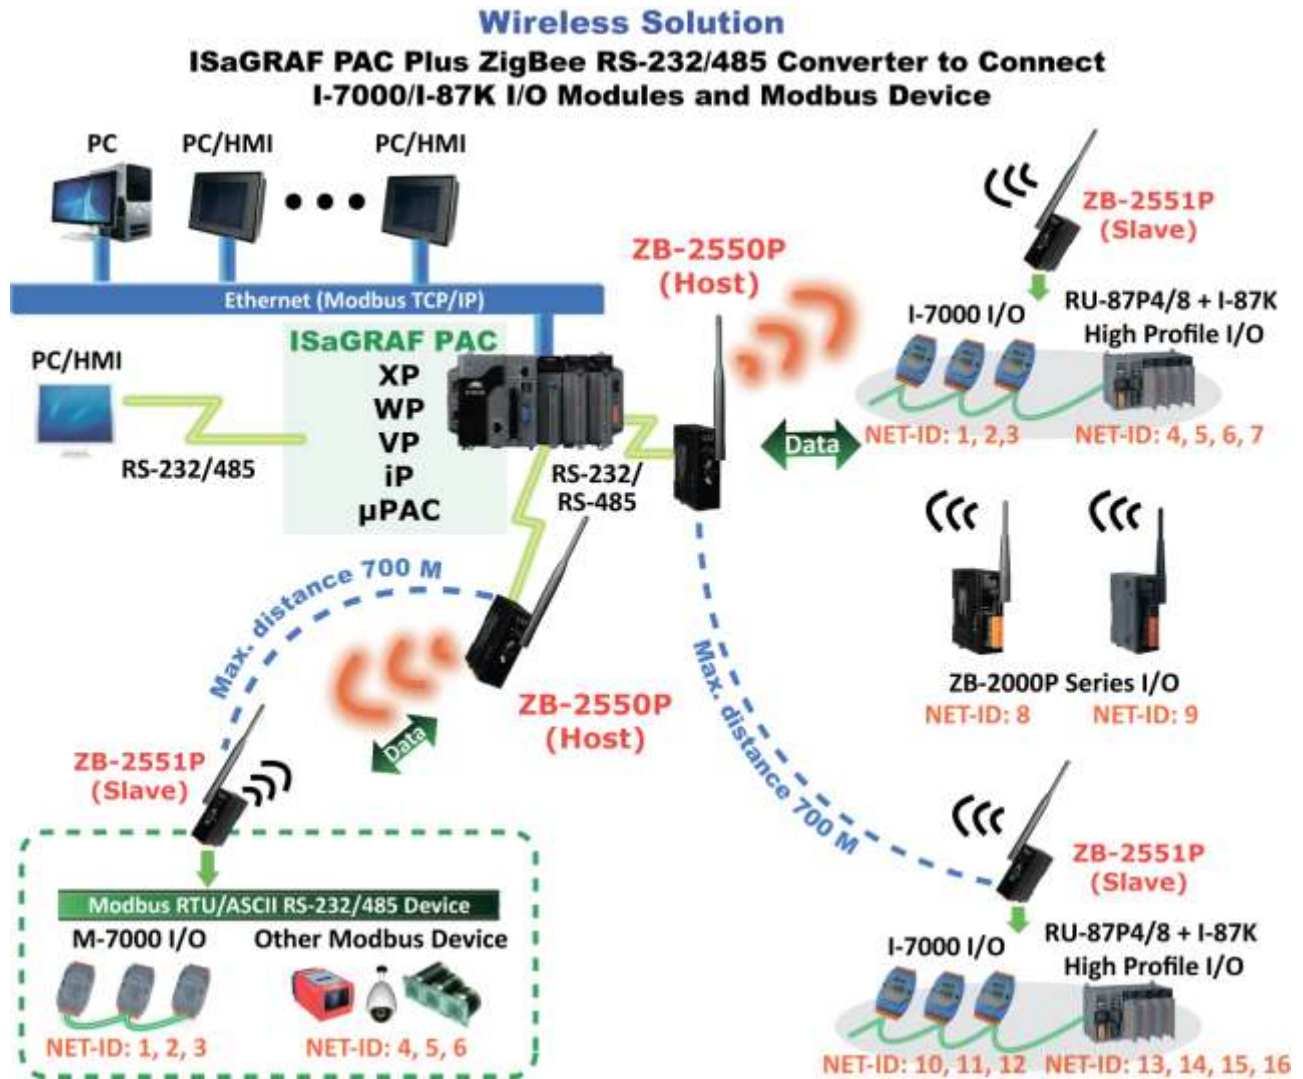 Wireless Solution
ISaGRAF PAC Plus ZigBee RS-232/485 Converter to Connect
I-7000/I-87K I/O Modules and Modbus Device
PC
PC/HMI
PC/HMI
Ethernet (Modbus TCP/IP)
ISaGRAF PAC
XP
WP
VP
iP
µPAC
PC/HMI
RS-232/485
RS-232/
RS-485
ZB-2550P
(Host)
Data
ZB-2551P
(Slave)
I-7000 I/O
RU-87P4/8 + I-87K
High Profile I/O
NET-ID: 1, 2,3
NET-ID: 4, 5, 6, 7
ZB-2000P Series I/O
NET-ID: 8
NET-ID: 9
Max. distance 700 M
Max. distance 700 M
ZB-2550P
(Host)
Data
ZB-2551P
(Slave)
Modbus RTU/ASCII RS-232/485 Device
M-7000 I/O
Other Modbus Device
NET-ID: 1, 2, 3
NET-ID: 4, 5, 6
ZB-2551P
(Slave)
I-7000 I/O
RU-87P4/8 + I-87K
High Profile I/O
NET-ID: 10, 11, 12
NET-ID: 13, 14, 15, 16